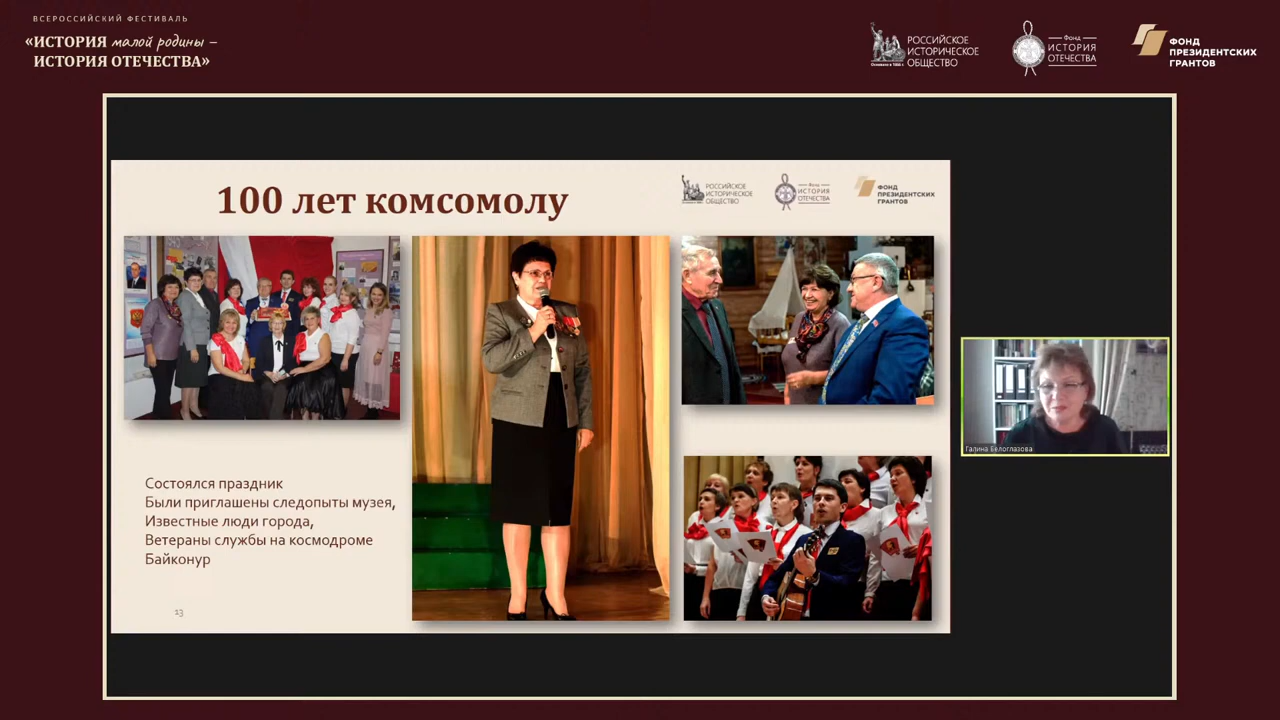 ВСЕРОССИЙСКИЙ ФЕСТИВАЛЬ
«ИСТОРИЯ малой родины –
ИСТОРИЯ ОТЕЧЕСТВА»
РОССИЙСКОЕ
ИСТОРИЧЕСКОЕ
ОБЩЕСТВО
Основано в 1866 г.
Фонд
ИСТОРИЯ
ОТЕЧЕСТВА
ФОНД
ПРЕЗИДЕНТСКИХ
ГРАНТОВ
100 лет комсомолу
РОССИЙСКОЕ
ИСТОРИЧЕСКОЕ
ОБЩЕСТВО
Фонд
ИСТОРИЯ
ОТЕЧЕСТВА
ФОНД
ПРЕЗИДЕНТСКИХ
ГРАНТОВ
Состоялся праздник
Были приглашены следопыты музея,
Известные люди города,
Ветераны службы на космодроме
Байконур
13
Галина Белоглазова